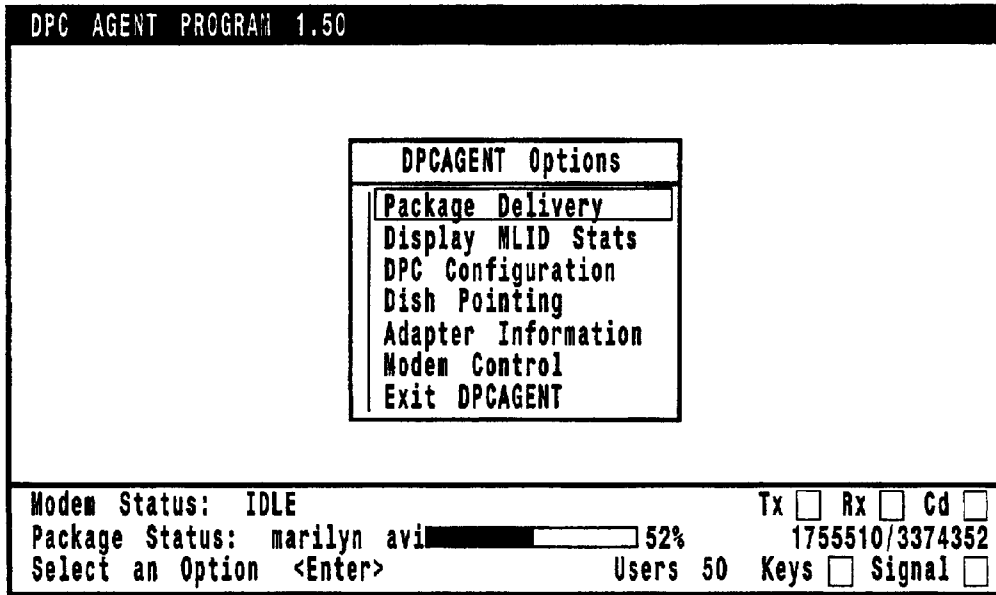 DPC AGENT PROGRAM 1.50
DPCAGENT Options
Package Delivery
Display MLID Stats
DPC Configuration
Dish Pointing
Adapter Information
Modem Control
Exit DPCAGENT
Modem Status: IDLE Tx Rx Cd
Package Status: marilyn avi 52% 1755510/3374352
Select an Option <Enter> Users 50 Keys Signal